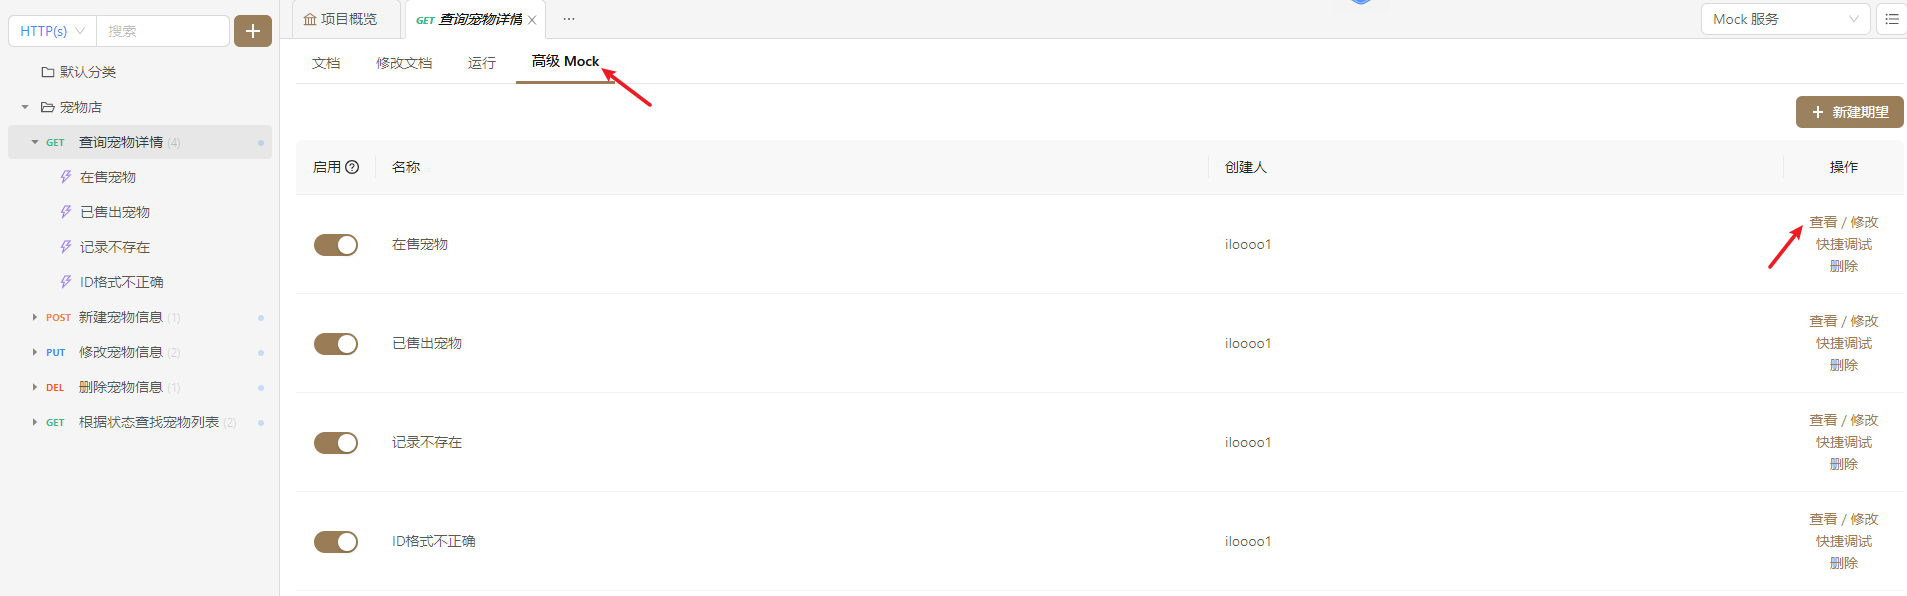 HTTP(s)
搜索
默认分类
宠物店
GET 查询宠物详情 (4)
在售宠物
已售出宠物
记录不存在
ID格式不正确
POST 新建宠物信息 (1)
PUT 修改宠物信息 (2)
DEL 删除宠物信息 (1)
GET 根据状态查找宠物列表 (2)
项目概览
GET 查询宠物详情
Mock 服务
文档 修改文档 运行 高级 Mock
新建期望
启用 名称 创建人 操作
在售宠物 iloooo1 查看 / 修改
快捷调试
删除
已售出宠物 iloooo1 查看 / 修改
快捷调试
删除
记录不存在 iloooo1 查看 / 修改
快捷调试
删除
ID格式不正确 iloooo1 查看 / 修改
快捷调试
删除